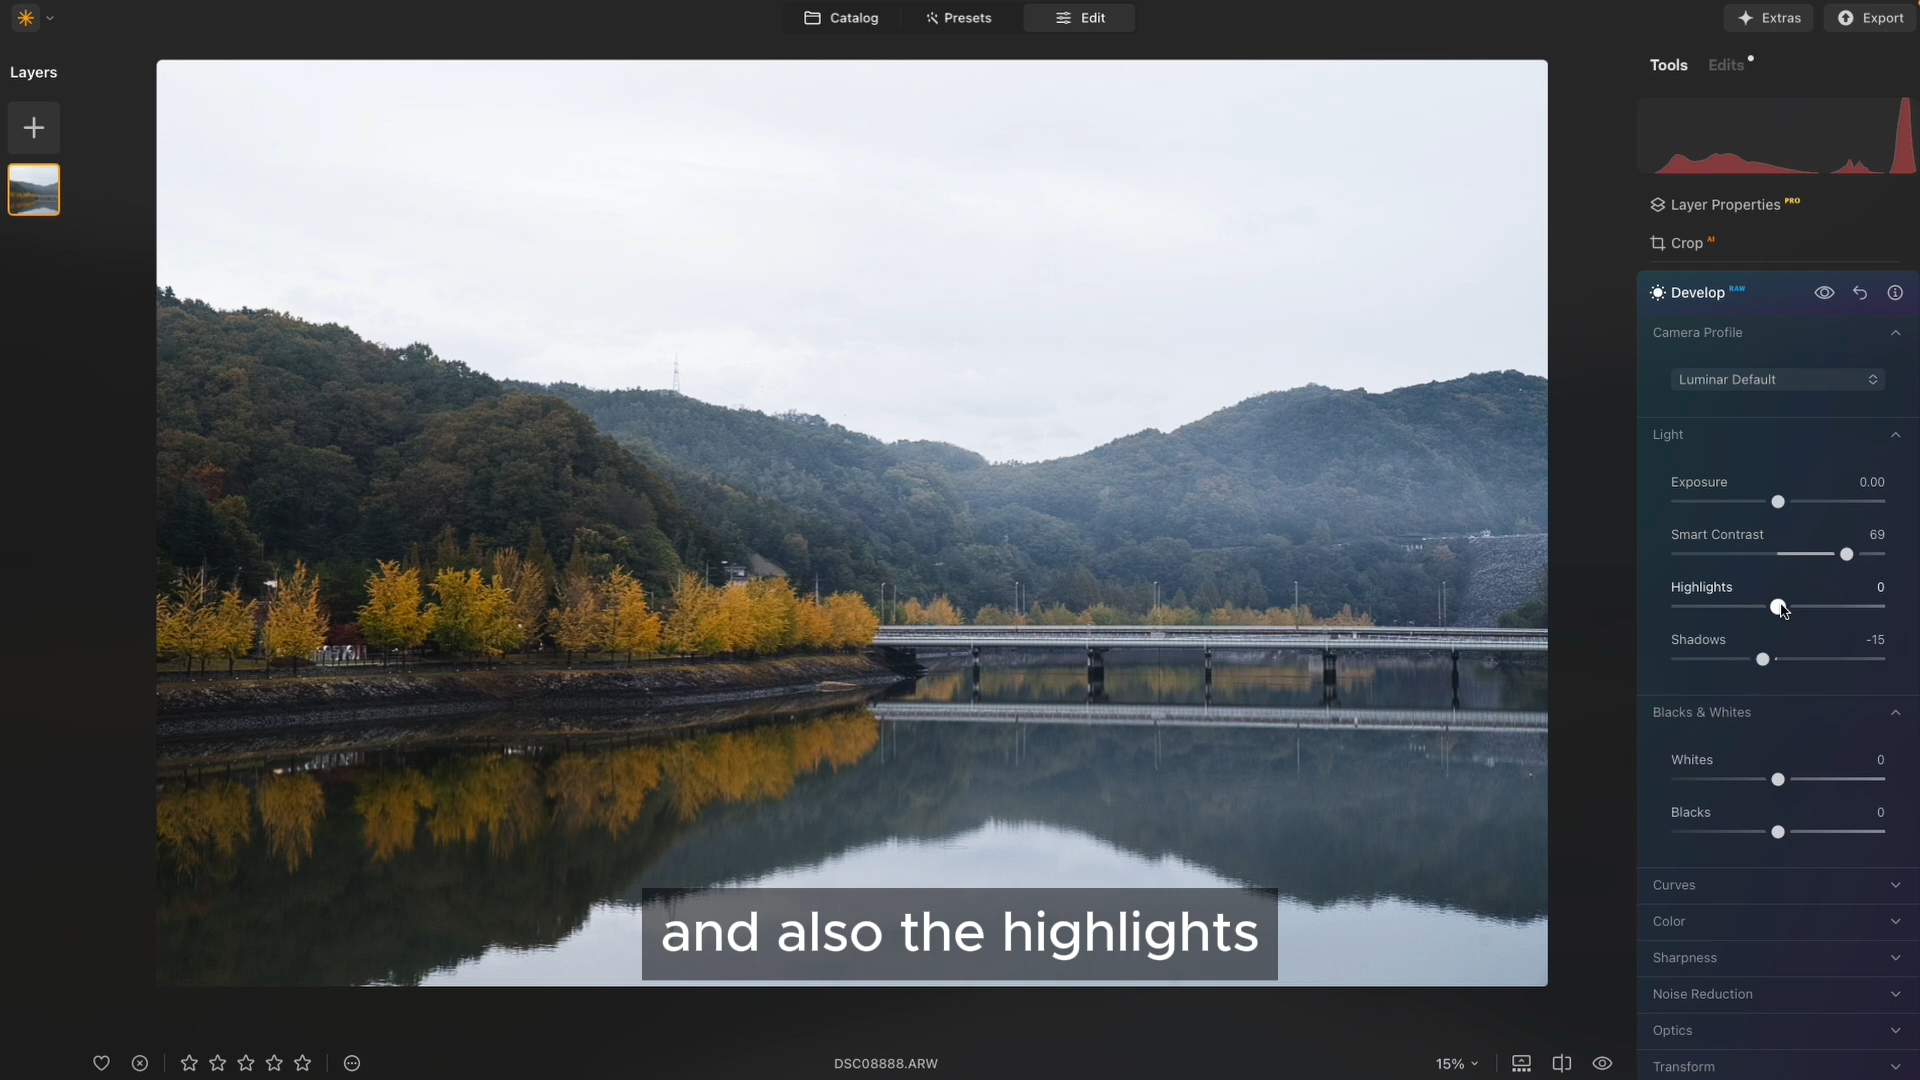 Catalog
Presets
Edit
Extras
Export
Layers
Tools
Edits
Layer Properties PRO
Crop AI
Develop RAW
Camera Profile
Luminar Default
Light
Exposure 0.00
Smart Contrast 69
Highlights 0
Shadows -15
Blacks & Whites
Whites 0
Blacks 0
Curves
Color
Sharpness
Noise Reduction
Optics
Transform
and also the highlights
DSC08888.ARW
15%